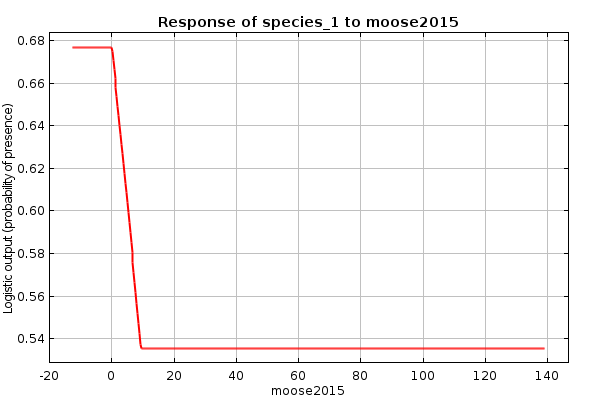 Response of species_1 to moose2015
Logistic output (probability of presence)
0.68
0.66
0.64
0.62
0.60
0.58
0.56
0.54
-20 0 20 40 60 80 100 120 140
moose2015